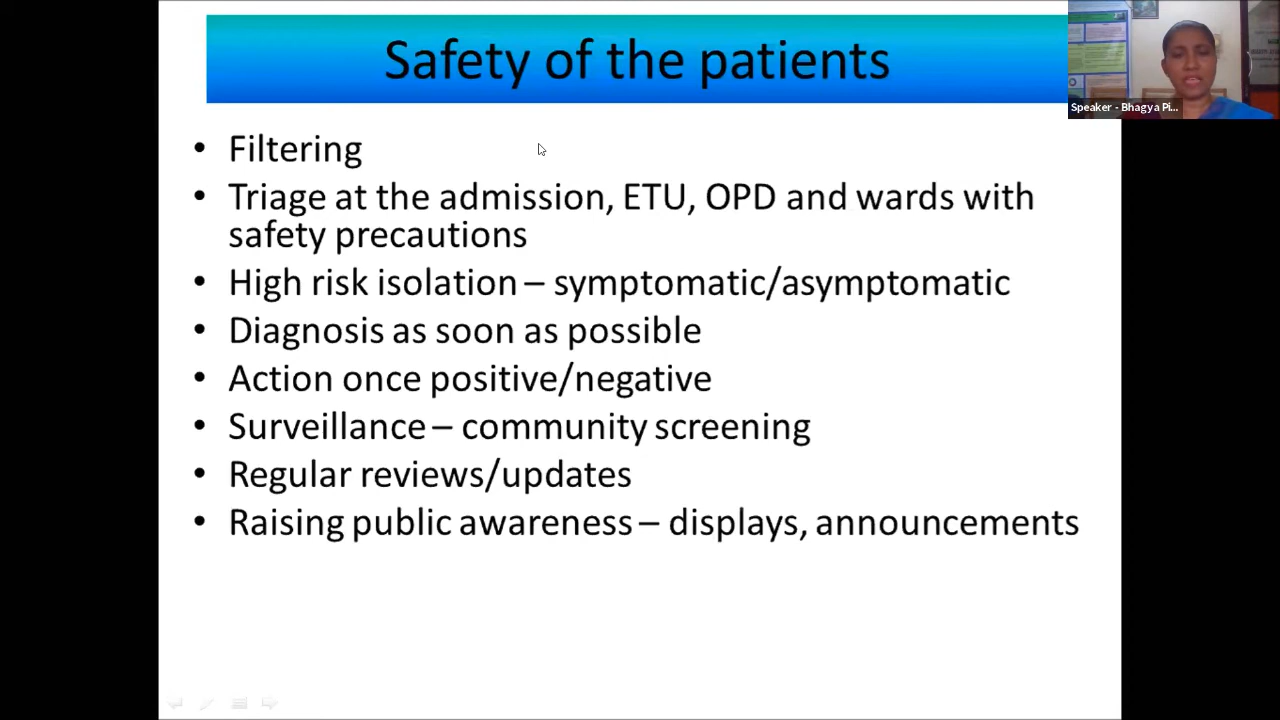 Safety of the patients
Speaker - Bhagya Pi...
• Filtering
• Triage at the admission, ETU, OPD and wards with
safety precautions
• High risk isolation – symptomatic/asymptomatic
• Diagnosis as soon as possible
• Action once positive/negative
• Surveillance – community screening
• Regular reviews/updates
• Raising public awareness – displays, announcements